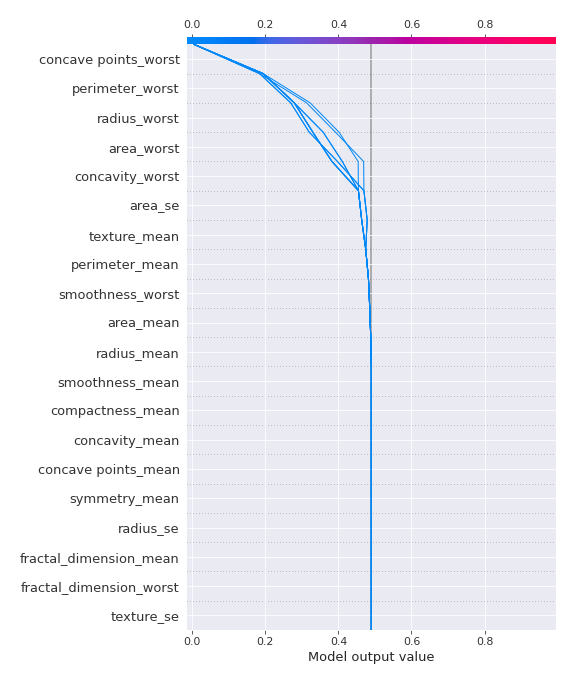 0.0 0.2 0.4 0.6 0.8
concave points_worst
perimeter_worst
radius_worst
area_worst
concavity_worst
area_se
texture_mean
perimeter_mean
smoothness_worst
area_mean
radius_mean
smoothness_mean
compactness_mean
concavity_mean
concave points_mean
symmetry_mean
radius_se
fractal_dimension_mean
fractal_dimension_worst
texture_se
0.0 0.2 0.4 0.6 0.8
Model output value